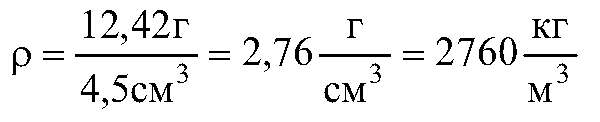 ρ = 12,42г / 4,5см³ = 2,76 г/см³ = 2760 кг/м³